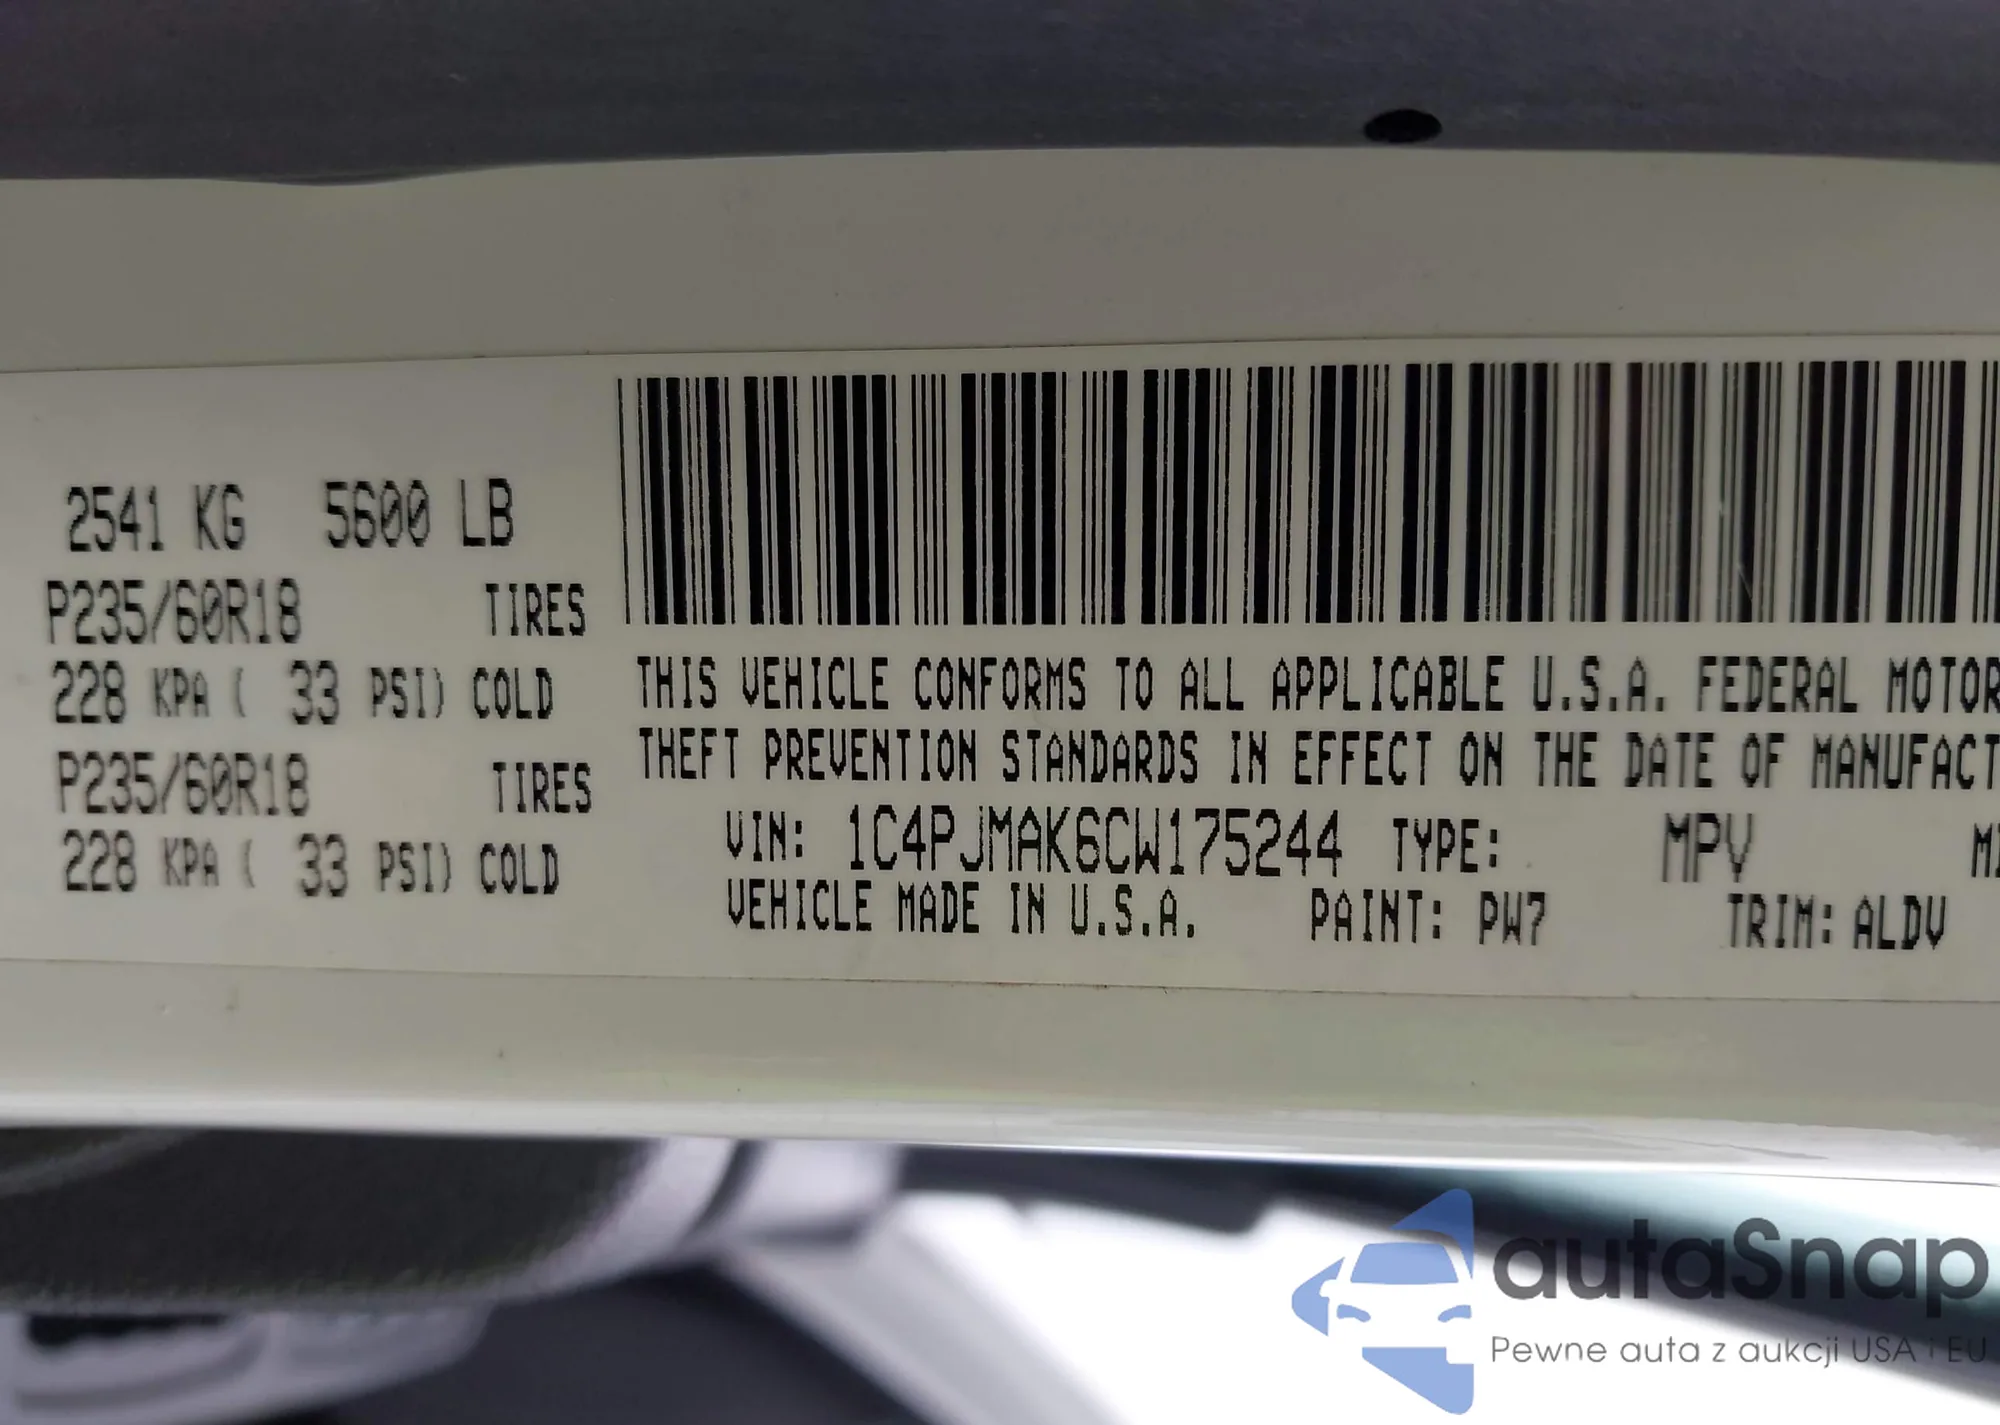 2541 KG 5600 LB
P235/60R18 TIRES
228 KPA ( 33 PSI) COLD
P235/60R18 TIRES
228 KPA ( 33 PSI) COLD
THIS VEHICLE CONFORMS TO ALL APPLICABLE U.S.A. FEDERAL MOTOR
THEFT PREVENTION STANDARDS IN EFFECT ON THE DATE OF MANUFACT
VIN: 1C4PJMAK6CW175244 TYPE: MPV
VEHICLE MADE IN U.S.A. PAINT: PW7 TRIM: ALDV
autaSnap
Pewne auta z aukcji USA i EU